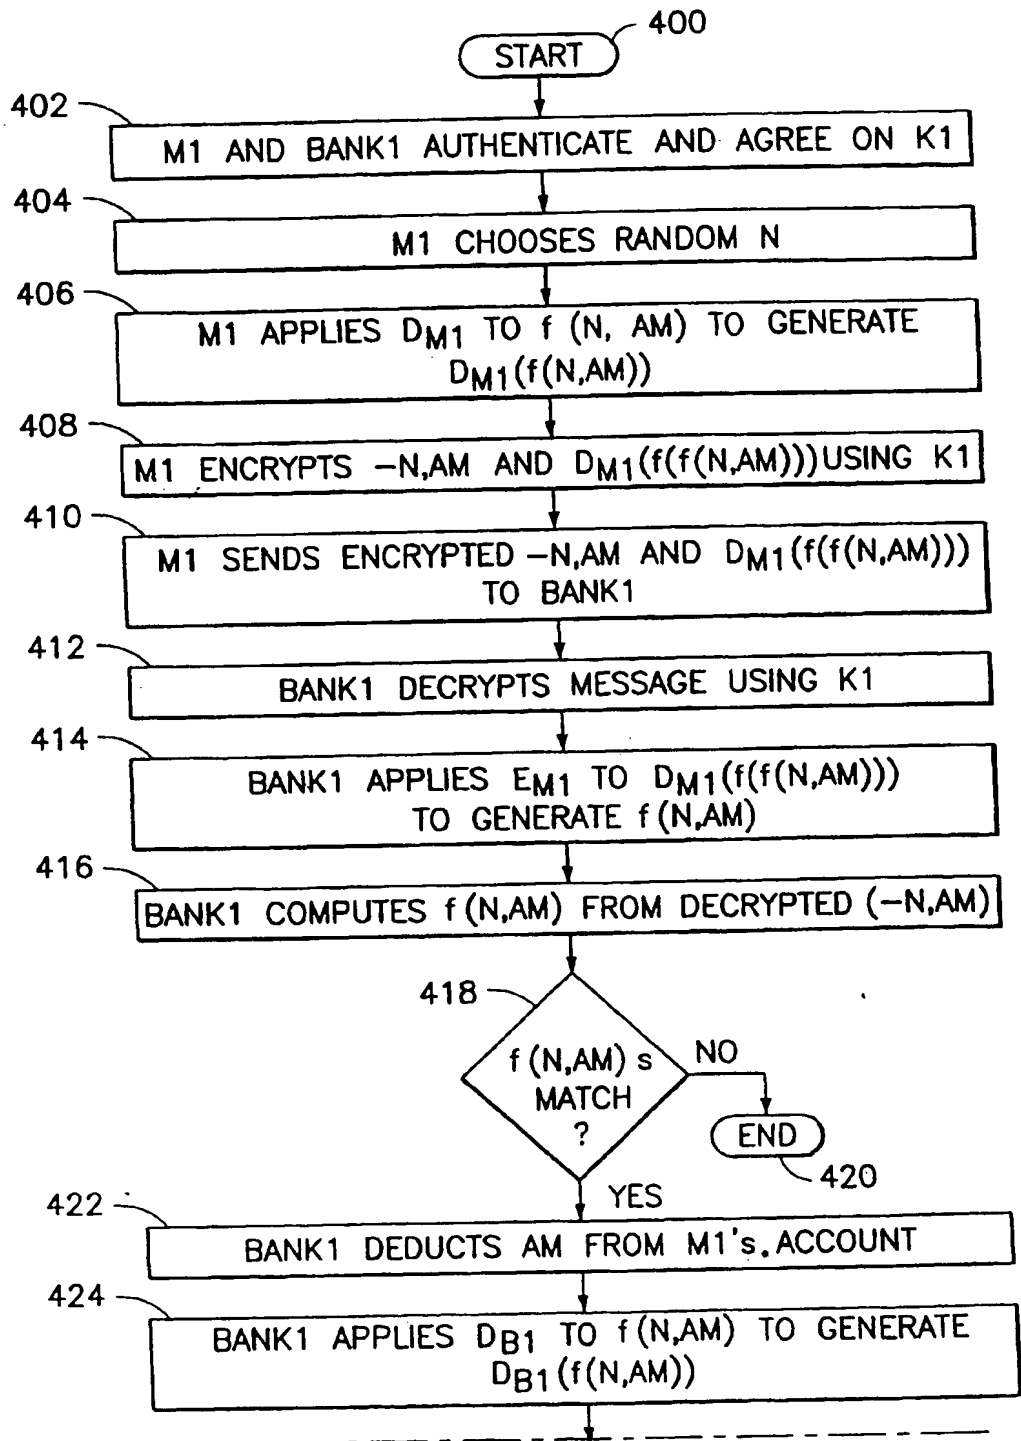 400
START
402
M1 AND BANK1 AUTHENTICATE AND AGREE ON K1
404
M1 CHOOSES RANDOM N
406
M1 APPLIES DM1 TO f (N, AM) TO GENERATE
DM1(f(N,AM))
408
M1 ENCRYPTS –N,AM AND DM1(f(f(N,AM)))USING K1
410
M1 SENDS ENCRYPTED –N,AM AND DM1(f(f(N,AM)))
TO BANK1
412
BANK1 DECRYPTS MESSAGE USING K1
414
BANK1 APPLIES EM1 TO DM1(f(f(N,AM)))
TO GENERATE f(N,AM)
416
BANK1 COMPUTES f(N,AM) FROM DECRYPTED (–N,AM)
418
f(N,AM) s
MATCH
?
NO
END
420
YES
422
BANK1 DEDUCTS AM FROM M1's. ACCOUNT
424
BANK1 APPLIES DB1 TO f(N,AM) TO GENERATE
DB1(f(N,AM))